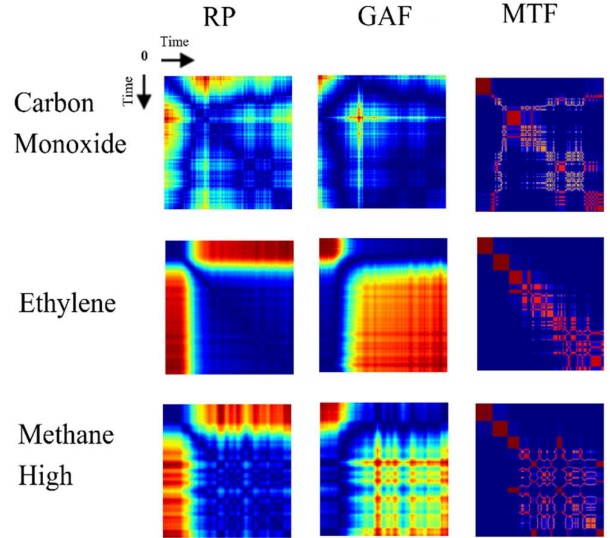 RP GAF MTF
0 Time
Time
Carbon
Monoxide
Ethylene
Methane
High